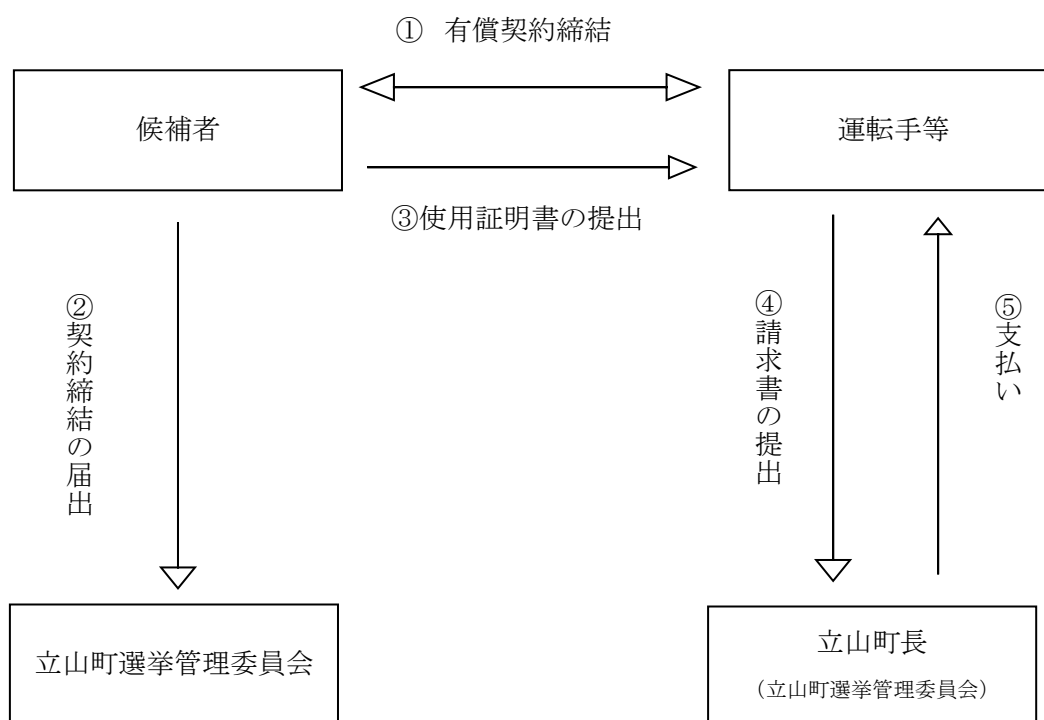 ① 有償契約締結
候補者
運転手等
③使用証明書の提出
②契約締結の届出
④請求書の提出
⑤支払い
立山町選挙管理委員会
立山町長
（立山町選挙管理委員会）